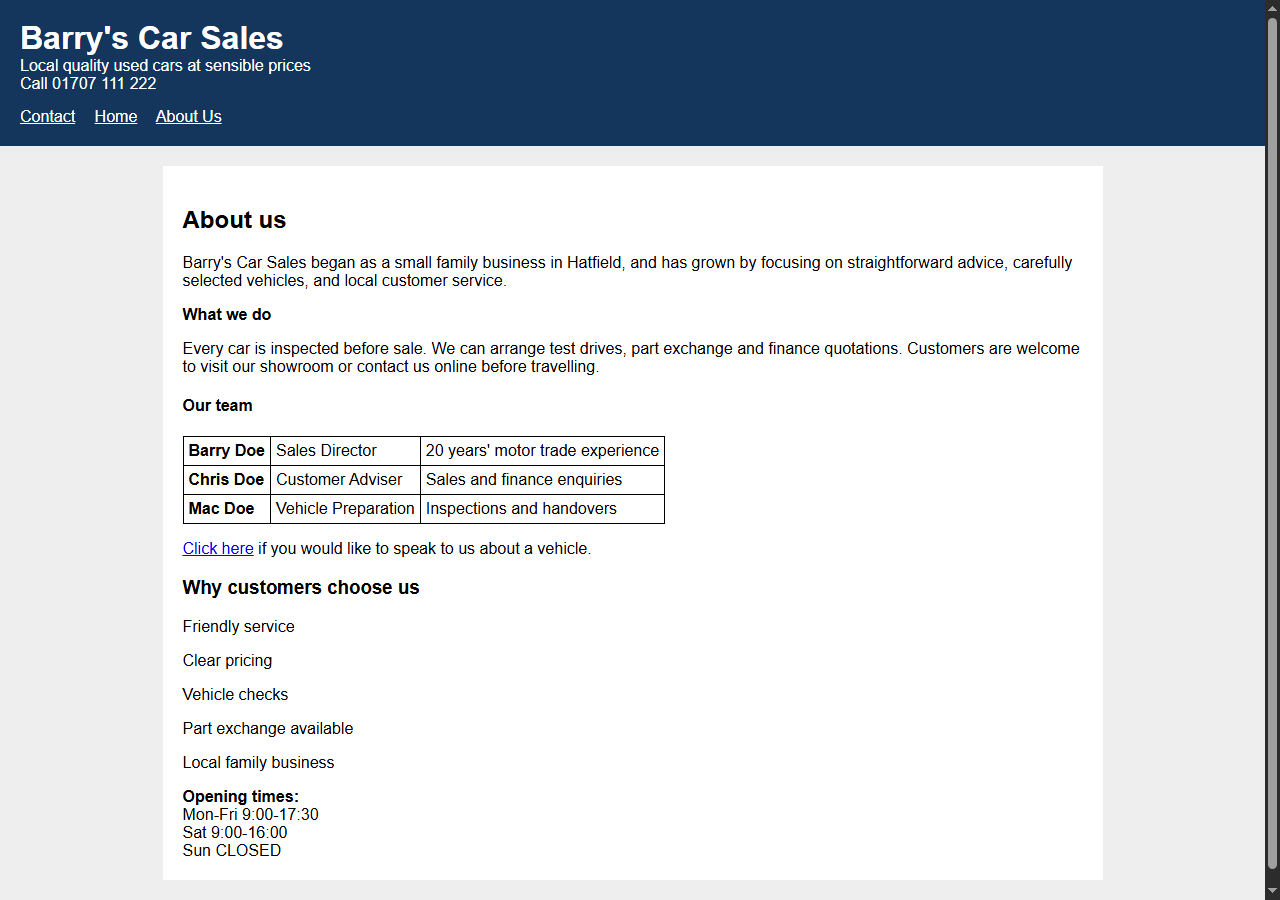 Barry's Car Sales
Local quality used cars at sensible prices
Call 01707 111 222
Contact Home About Us
About us
Barry's Car Sales began as a small family business in Hatfield, and has grown by focusing on straightforward advice, carefully
selected vehicles, and local customer service.
What we do
Every car is inspected before sale. We can arrange test drives, part exchange and finance quotations. Customers are welcome
to visit our showroom or contact us online before travelling.
Our team
Barry Doe Sales Director 20 years' motor trade experience
Chris Doe Customer Adviser Sales and finance enquiries
Mac Doe Vehicle Preparation Inspections and handovers
Click here if you would like to speak to us about a vehicle.
Why customers choose us
Friendly service
Clear pricing
Vehicle checks
Part exchange available
Local family business
Opening times:
Mon-Fri 9:00-17:30
Sat 9:00-16:00
Sun CLOSED